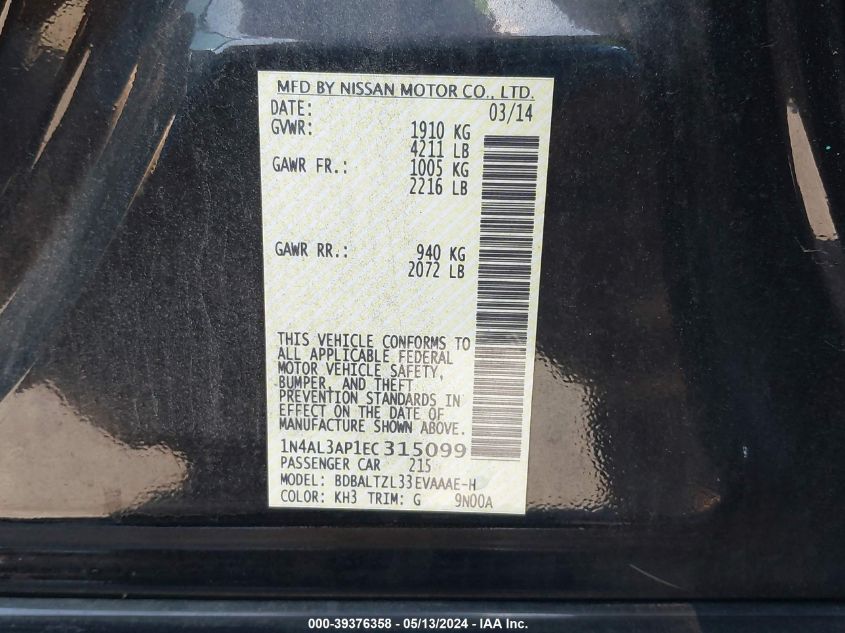 MFD BY NISSAN MOTOR CO., LTD.
DATE: 03/14
GVWR: 1910 KG
4211 LB
GAWR FR.: 1005 KG
2216 LB
GAWR RR.: 940 KG
2072 LB
THIS VEHICLE CONFORMS TO
ALL APPLICABLE FEDERAL
MOTOR VEHICLE SAFETY,
BUMPER, AND THEFT
PREVENTION STANDARDS IN
EFFECT ON THE DATE OF
MANUFACTURE SHOWN ABOVE.
1N4AL3AP1EC315099
PASSENGER CAR 215
MODEL: BDBALTZL33EVAAAE-H
COLOR: KH3 TRIM: G 9N00A
000-39376358 - 05/13/2024 - IAA Inc.